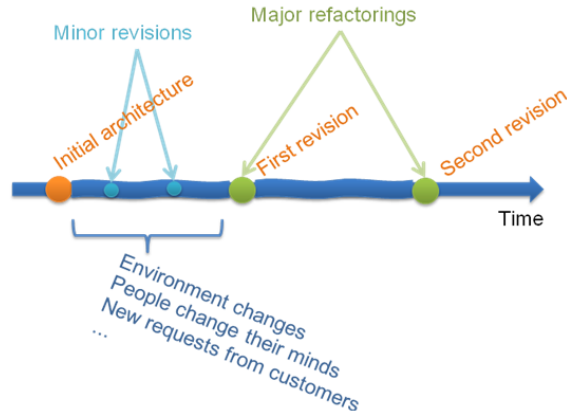 Major refactorings
Minor revisions
Initial architecture
First revision
Second revision
Time
Environment changes
People change their minds
New requests from customers
...